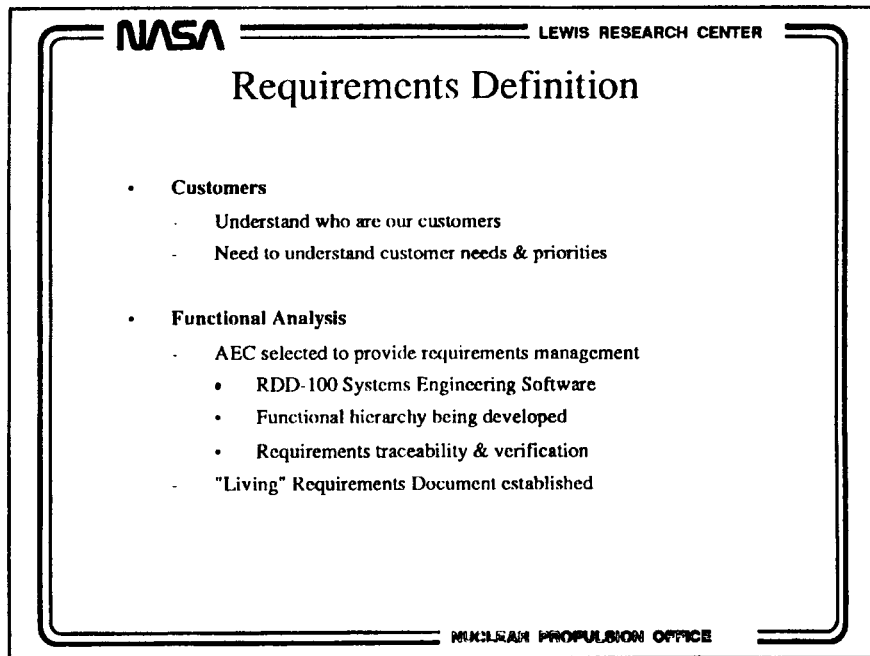 NASA LEWIS RESEARCH CENTER
Requirements Definition
• Customers
- Understand who are our customers
- Need to understand customer needs & priorities
• Functional Analysis
- AEC selected to provide requirements management
• RDD-100 Systems Engineering Software
• Functional hierarchy being developed
• Requirements traceability & verification
- "Living" Requirements Document established
NUCLEAR PROPULSION OFFICE